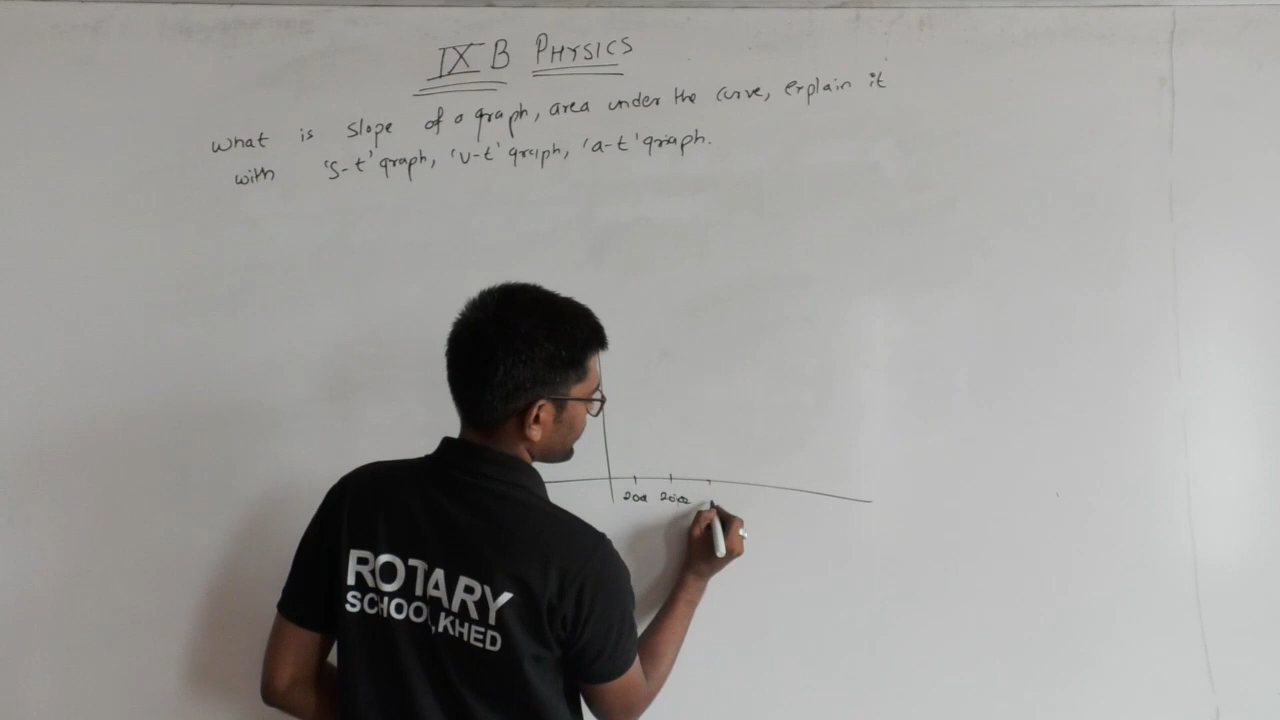 IX B PHYSICS
what is slope of a graph, area under the curve, explain it
with 's-t' graph, 'v-t' graph, 'a-t' graph.
ROTARY
SCHOOL, KHED